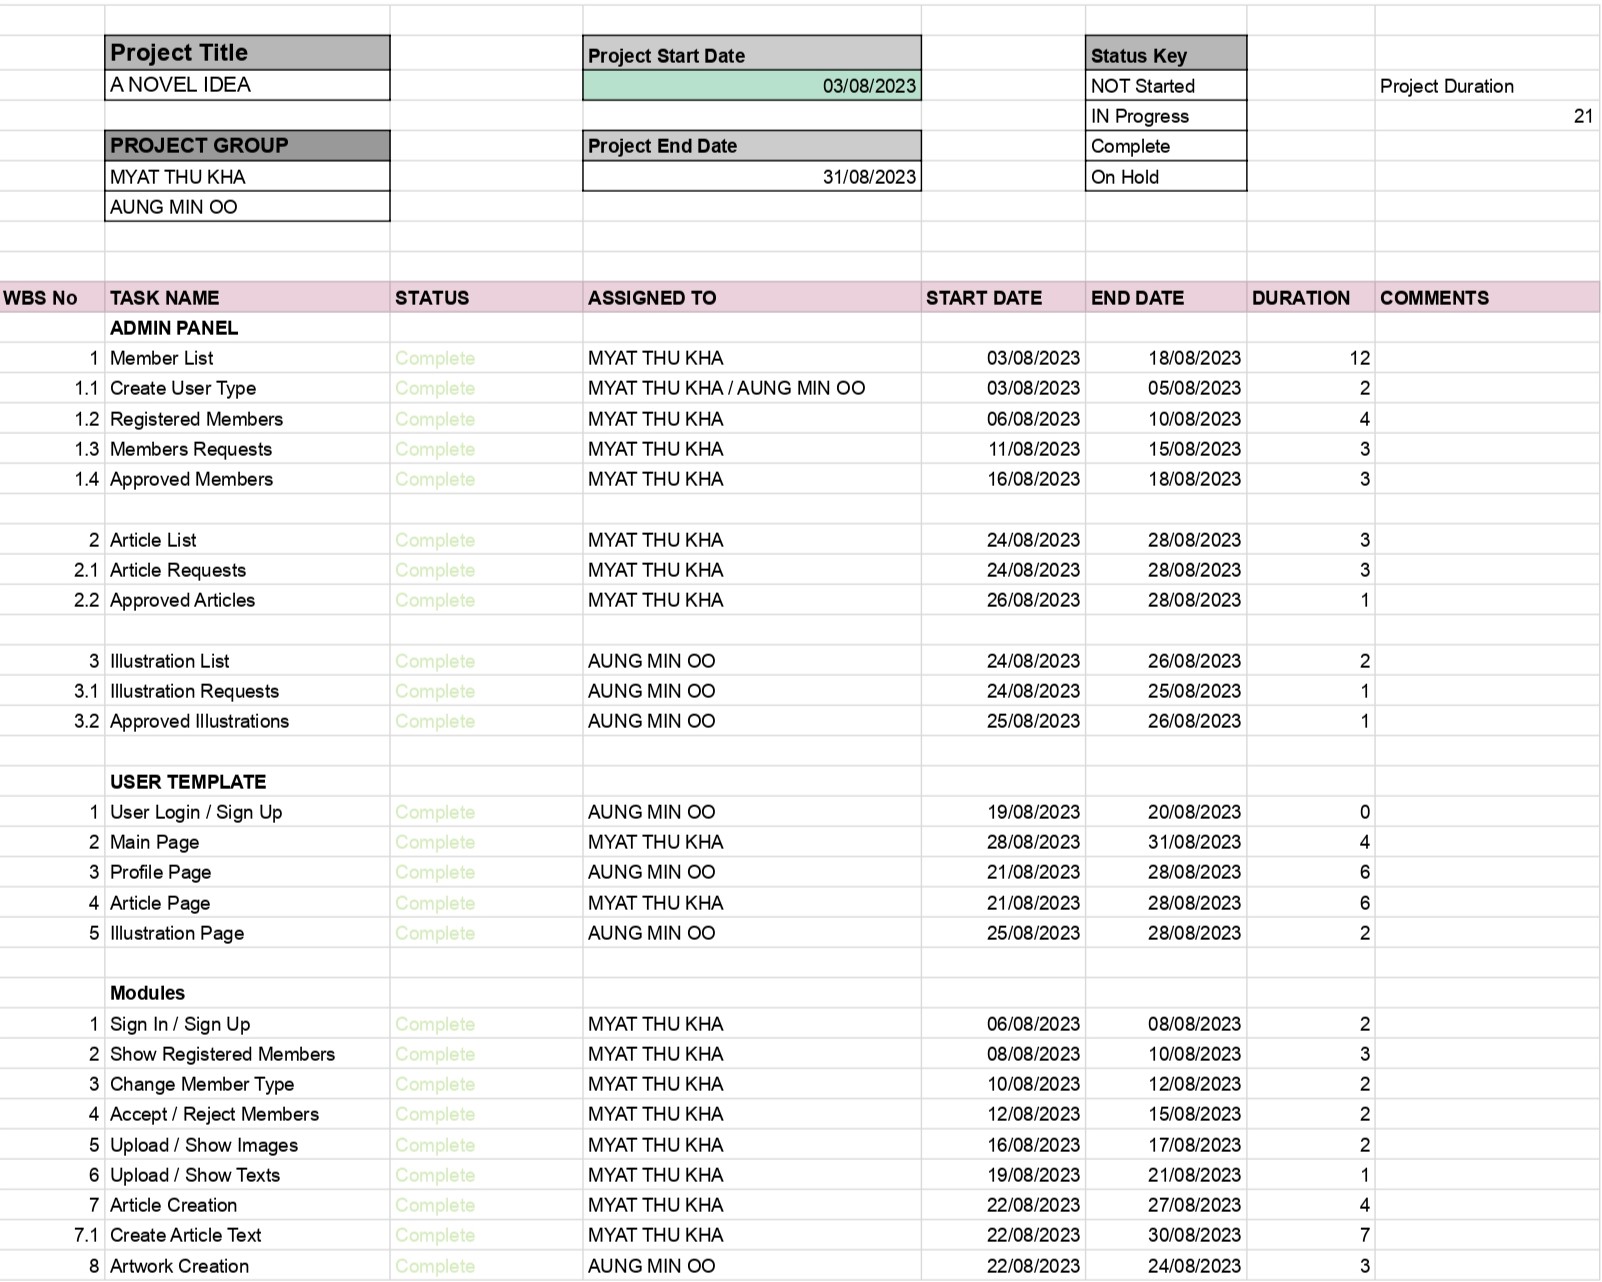 Project Title Project Start Date Status Key
A NOVEL IDEA 03/08/2023 NOT Started Project Duration
IN Progress 21
PROJECT GROUP Project End Date Complete
MYAT THU KHA 31/08/2023 On Hold
AUNG MIN OO
WBS No TASK NAME STATUS ASSIGNED TO START DATE END DATE DURATION COMMENTS
ADMIN PANEL
1 Member List Complete MYAT THU KHA 03/08/2023 18/08/2023 12
1.1 Create User Type Complete MYAT THU KHA / AUNG MIN OO 03/08/2023 05/08/2023 2
1.2 Registered Members Complete MYAT THU KHA 06/08/2023 10/08/2023 4
1.3 Members Requests Complete MYAT THU KHA 11/08/2023 15/08/2023 3
1.4 Approved Members Complete MYAT THU KHA 16/08/2023 18/08/2023 3
2 Article List Complete MYAT THU KHA 24/08/2023 28/08/2023 3
2.1 Article Requests Complete MYAT THU KHA 24/08/2023 28/08/2023 3
2.2 Approved Articles Complete MYAT THU KHA 26/08/2023 28/08/2023 1
3 Illustration List Complete AUNG MIN OO 24/08/2023 26/08/2023 2
3.1 Illustration Requests Complete AUNG MIN OO 24/08/2023 25/08/2023 1
3.2 Approved Illustrations Complete AUNG MIN OO 25/08/2023 26/08/2023 1
USER TEMPLATE
1 User Login / Sign Up Complete AUNG MIN OO 19/08/2023 20/08/2023 0
2 Main Page Complete MYAT THU KHA 28/08/2023 31/08/2023 4
3 Profile Page Complete AUNG MIN OO 21/08/2023 28/08/2023 6
4 Article Page Complete MYAT THU KHA 21/08/2023 28/08/2023 6
5 Illustration Page Complete AUNG MIN OO 25/08/2023 28/08/2023 2
Modules
1 Sign In / Sign Up Complete MYAT THU KHA 06/08/2023 08/08/2023 2
2 Show Registered Members Complete MYAT THU KHA 08/08/2023 10/08/2023 3
3 Change Member Type Complete MYAT THU KHA 10/08/2023 12/08/2023 2
4 Accept / Reject Members Complete MYAT THU KHA 12/08/2023 15/08/2023 2
5 Upload / Show Images Complete MYAT THU KHA 16/08/2023 17/08/2023 2
6 Upload / Show Texts Complete MYAT THU KHA 19/08/2023 21/08/2023 1
7 Article Creation Complete MYAT THU KHA 22/08/2023 27/08/2023 4
7.1 Create Article Text Complete MYAT THU KHA 22/08/2023 30/08/2023 7
8 Artwork Creation Complete AUNG MIN OO 22/08/2023 24/08/2023 3